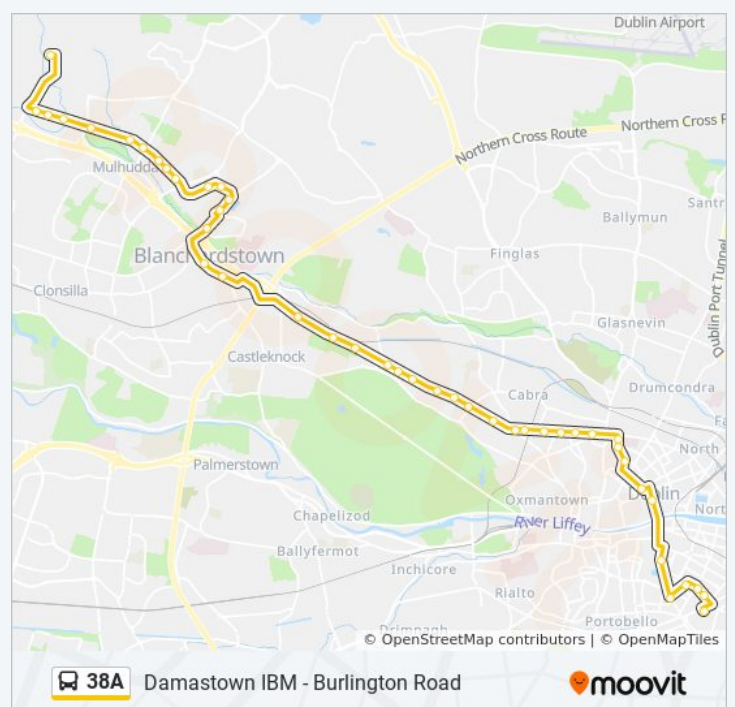 Dublin Airport
Northern Cross Route
Northern Cross R
Mulhudda
Santr
Ballymun
Blanchardstown
Finglas
Clonsilla
Dublin Port Tunnel
Glasnevin
Castleknock
Drumcondra
Cabra
Fa
North
Palmerstown
Dublin
Oxmantown
Nort
Chapelizod
River Liffey
Ballyfermot
Inchicore
Rialto
Portobello
Drimnagh
© OpenStreetMap contributors | © OpenMapTiles
38A Damastown IBM - Burlington Road
moovit